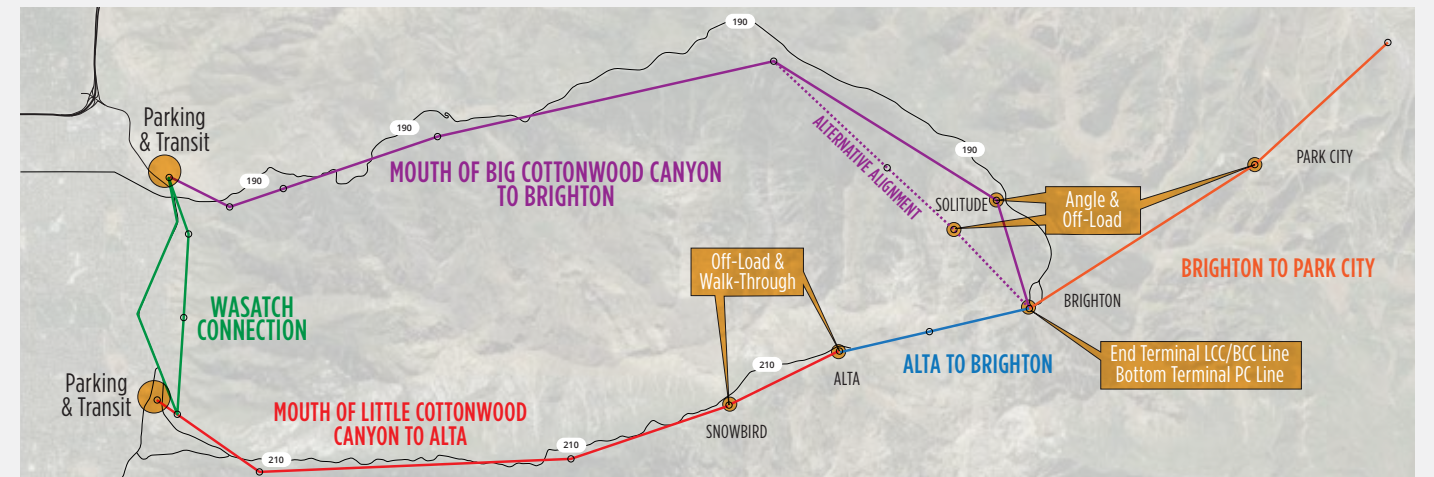 190
Parking
& Transit
190
190
MOUTH OF BIG COTTONWOOD CANYON
TO BRIGHTON
190
ALTERNATIVE ALIGNMENT
SOLITUDE
Angle &
Off-Load
PARK CITY
BRIGHTON TO PARK CITY
Off-Load &
Walk-Through
WASATCH
CONNECTION
BRIGHTON
End Terminal LCC/BCC Line
Bottom Terminal PC Line
210
ALTA
ALTA TO BRIGHTON
Parking
& Transit
MOUTH OF LITTLE COTTONWOOD
CANYON TO ALTA
SNOWBIRD
210
210